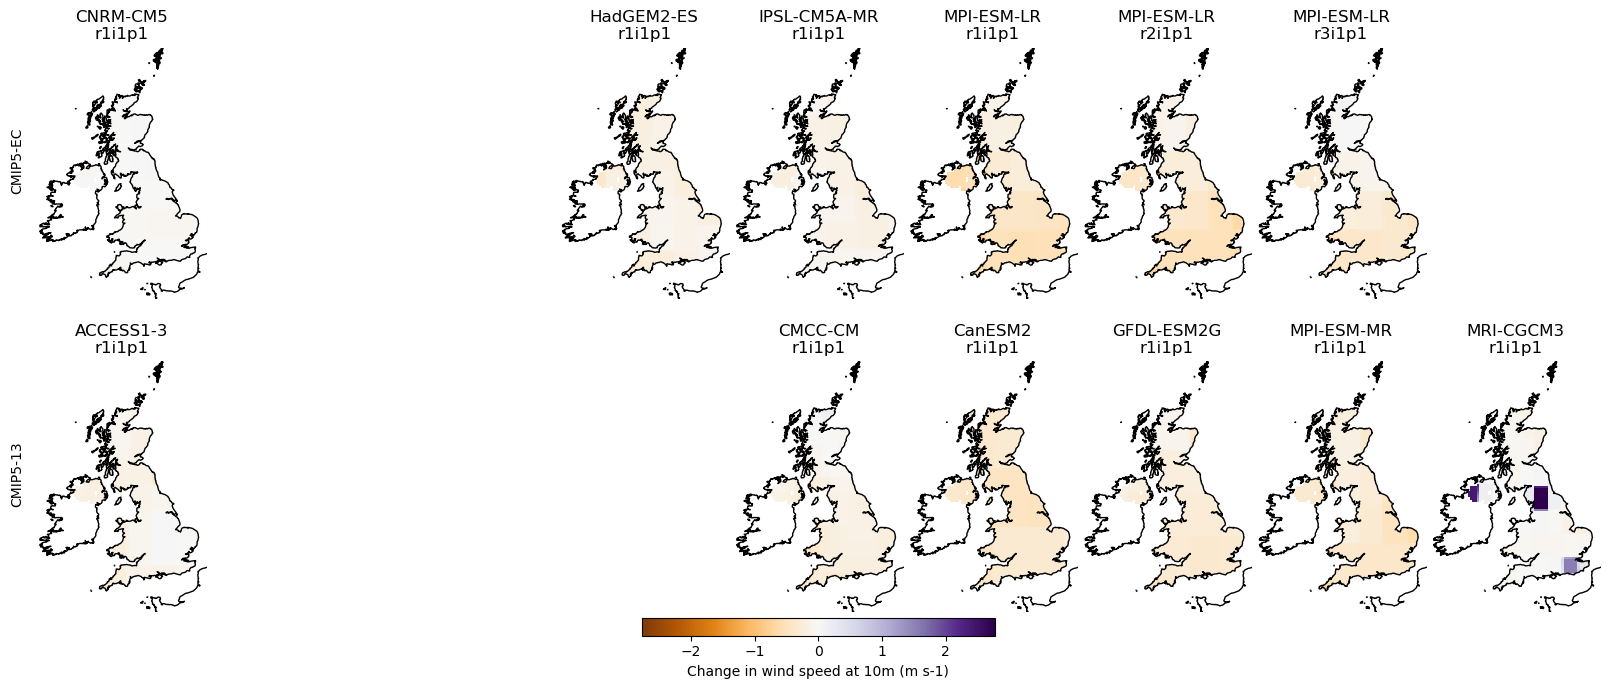 CNRM-CM5
r1i1p1
HadGEM2-ES
r1i1p1
IPSL-CM5A-MR
r1i1p1
MPI-ESM-LR
r1i1p1
MPI-ESM-LR
r2i1p1
MPI-ESM-LR
r3i1p1
CMIP5-EC
ACCESS1-3
r1i1p1
CMCC-CM
r1i1p1
CanESM2
r1i1p1
GFDL-ESM2G
r1i1p1
MPI-ESM-MR
r1i1p1
MRI-CGCM3
r1i1p1
CMIP5-13
−2 −1 0 1 2
Change in wind speed at 10m (m s-1)